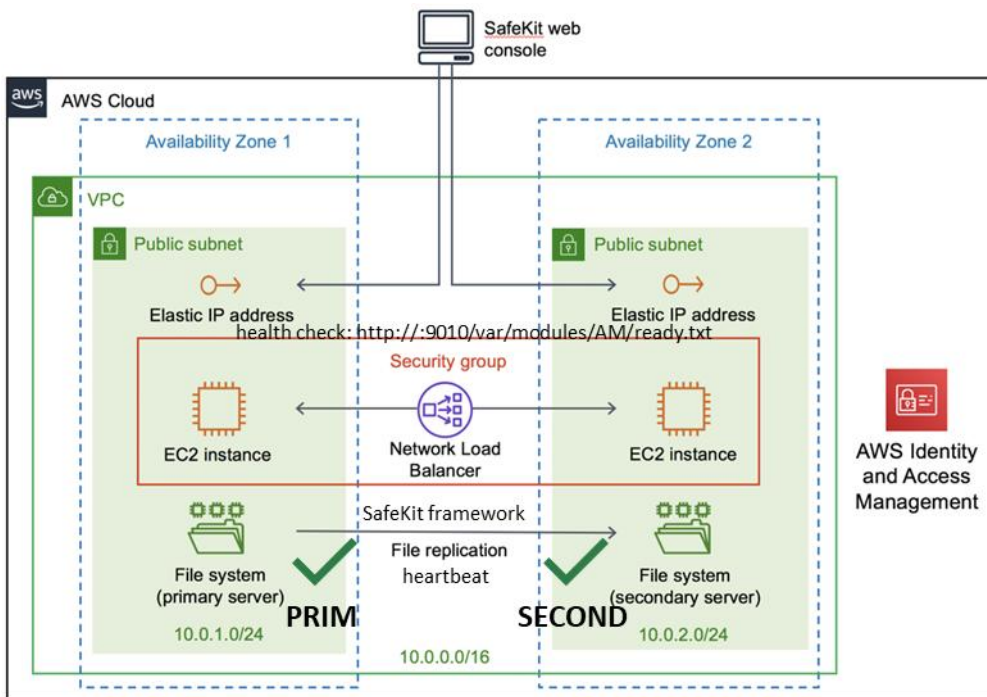 SafeKit web
console
aws
AWS Cloud
Availability Zone 1
Availability Zone 2
VPC
Public subnet
Public subnet
Elastic IP address
Elastic IP address
health check: http://:9010/var/modules/AM/ready.txt
Security group
EC2 instance
Network Load
Balancer
EC2 instance
AWS Identity
and Access
Management
SafeKit framework
File replication
heartbeat
File system
(primary server)
PRIM
SECOND
File system
(secondary server)
10.0.1.0/24
10.0.2.0/24
10.0.0.0/16